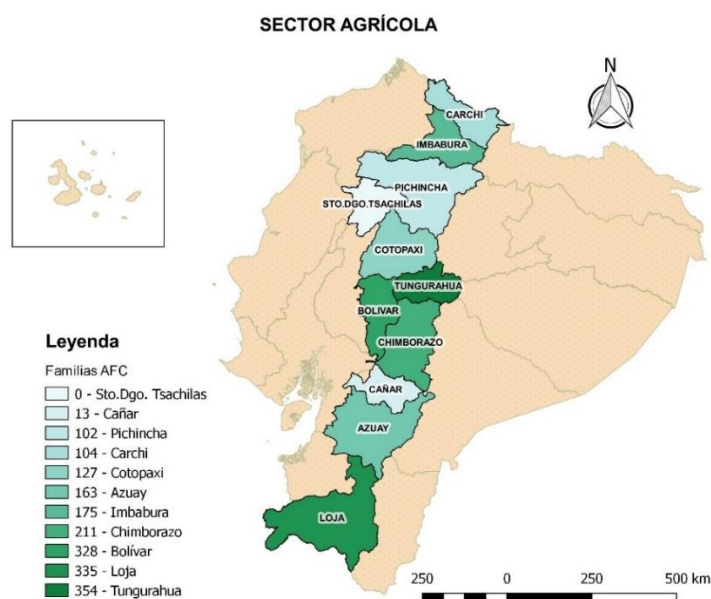 SECTOR AGRÍCOLA
N
CARCHI
IMBABURA
PICHINCHA
STO.DGO.TSACHILAS
COTOPAXI
TUNGURAHUA
BOLIVAR
CHIMBORAZO
CAÑAR
AZUAY
LOJA
Leyenda
Familias AFC
0 - Sto.Dgo. Tsachilas
13 - Cañar
102 - Pichincha
104 - Carchi
127 - Cotopaxi
163 - Azuay
175 - Imbabura
211 - Chimborazo
328 - Bolívar
335 - Loja
354 - Tungurahua
250 0 250 500 km